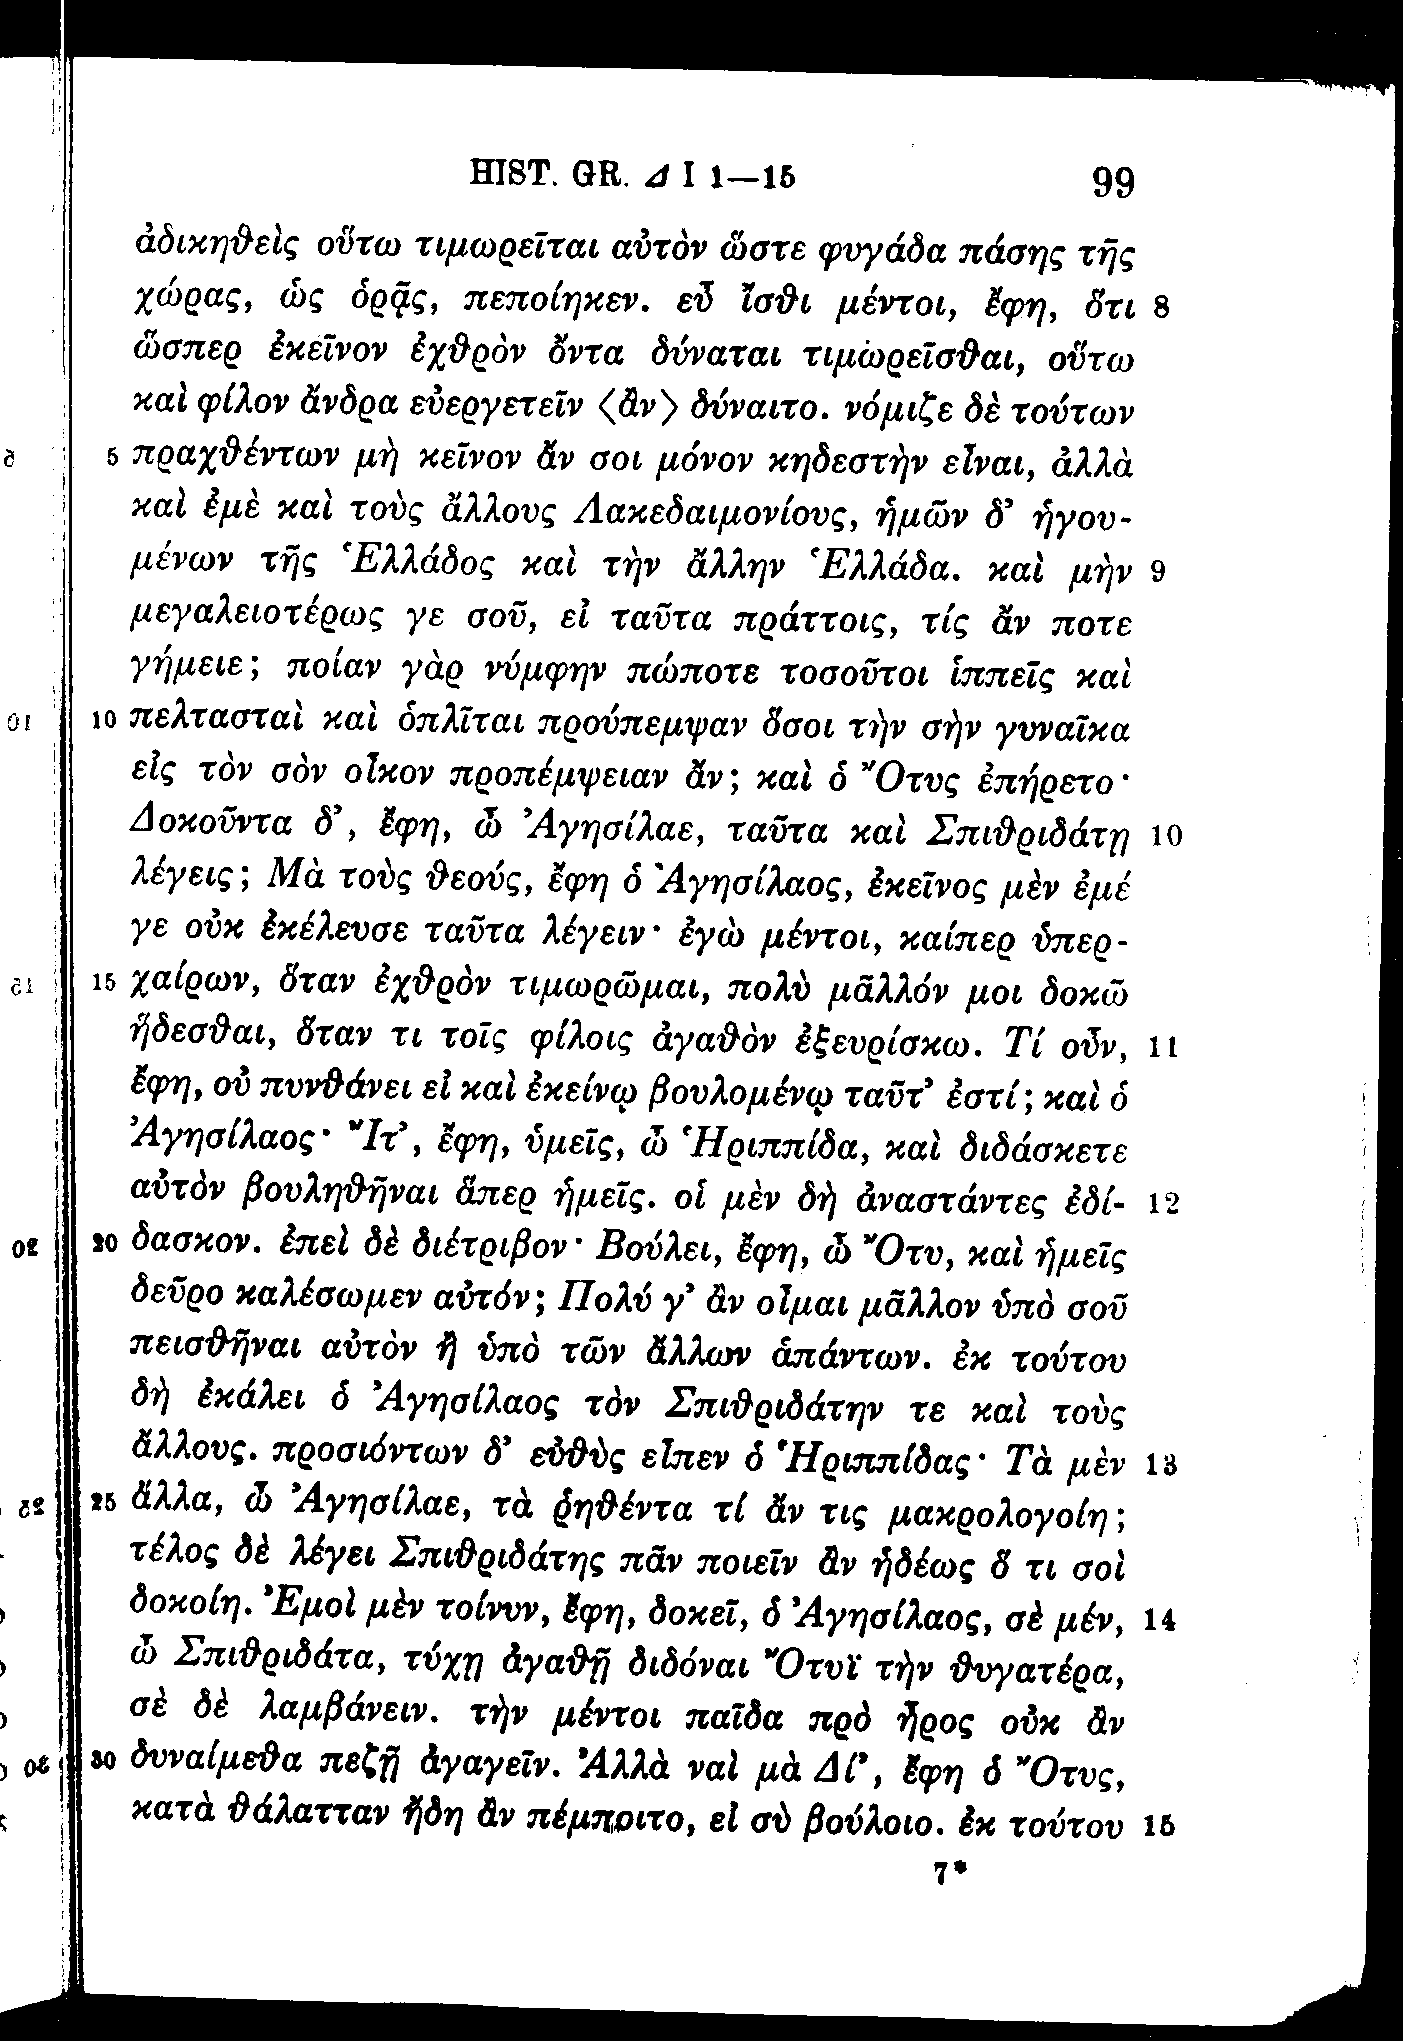 HIST. GR. Δ I 1—15 99
ἀδικηθεὶς οὕτω τιμωρεῖται αὐτὸν ὥστε φυγάδα πάσης τῆς
χώρας, ὡς ὁρᾷς, πεποίηκεν. εὖ ἴσθι μέντοι, ἔφη, ὅτι 8
ὥσπερ ἐκεῖνον ἐχθρὸν ὄντα δύναται τιμωρεῖσθαι, οὕτω
καὶ φίλον ἄνδρα εὐεργετεῖν ⟨ἂν⟩ δύναιτο. νόμιζε δὲ τούτων
5 πραχθέντων μὴ κεῖνον ἄν σοι μόνον κηδεστὴν εἶναι, ἀλλὰ
καὶ ἐμὲ καὶ τοὺς ἄλλους Λακεδαιμονίους, ἡμῶν δ’ ἡγου-
μένων τῆς Ἑλλάδος καὶ τὴν ἄλλην Ἑλλάδα. καὶ μὴν 9
μεγαλειοτέρως γε σοῦ, εἰ ταῦτα πράττοις, τίς ἄν ποτε
γήμειε; ποίαν γὰρ νύμφην πώποτε τοσοῦτοι ἱππεῖς καὶ
10 πελτασταὶ καὶ ὁπλῖται προύπεμψαν ὅσοι τὴν σὴν γυναῖκα
εἰς τὸν σὸν οἶκον προπέμψειαν ἄν; καὶ ὁ Ὄτυς ἐπήρετο·
Δοκοῦντα δ’, ἔφη, ὦ Ἀγησίλαε, ταῦτα καὶ Σπιθριδάτῃ 10
λέγεις; Μὰ τοὺς θεούς, ἔφη ὁ Ἀγησίλαος, ἐκεῖνος μὲν ἐμέ
γε οὐκ ἐκέλευσε ταῦτα λέγειν· ἐγὼ μέντοι, καίπερ ὑπερ-
15 χαίρων, ὅταν ἐχθρὸν τιμωρῶμαι, πολὺ μᾶλλόν μοι δοκῶ
ἥδεσθαι, ὅταν τι τοῖς φίλοις ἀγαθὸν ἐξευρίσκω. Τί οὖν, 11
ἔφη, οὐ πυνθάνει εἰ καὶ ἐκείνῳ βουλομένῳ ταῦτ’ ἐστί; καὶ ὁ
Ἀγησίλαος· Ἴτ’, ἔφη, ὑμεῖς, ὦ Ἡριππίδα, καὶ διδάσκετε
αὐτὸν βουληθῆναι ἅπερ ἡμεῖς. οἱ μὲν δὴ ἀναστάντες ἐδί- 12
20 δασκον. ἐπεὶ δὲ διέτριβον· Βούλει, ἔφη, ὦ Ὄτυ, καὶ ἡμεῖς
δεῦρο καλέσωμεν αὐτόν; Πολύ γ’ ἂν οἶμαι μᾶλλον ὑπὸ σοῦ
πεισθῆναι αὐτὸν ἢ ὑπὸ τῶν ἄλλων ἁπάντων. ἐκ τούτου
δὴ ἐκάλει ὁ Ἀγησίλαος τὸν Σπιθριδάτην τε καὶ τοὺς
ἄλλους. προσιόντων δ’ εὐθὺς εἶπεν ὁ Ἡριππίδας· Τὰ μὲν 13
25 ἄλλα, ὦ Ἀγησίλαε, τὰ ῥηθέντα τί ἄν τις μακρολογοίη;
τέλος δὲ λέγει Σπιθριδάτης πᾶν ποιεῖν ἂν ἡδέως ὅ τι σοὶ
δοκοίη. Ἐμοὶ μὲν τοίνυν, ἔφη, δοκεῖ, ὁ Ἀγησίλαος, σὲ μέν, 14
ὦ Σπιθριδάτα, τύχῃ ἀγαθῇ διδόναι Ὄτυϊ τὴν θυγατέρα,
σὲ δὲ λαμβάνειν. τὴν μέντοι παῖδα πρὸ ἦρος οὐκ ἂν
30 δυναίμεθα πεζῇ ἀγαγεῖν. Ἀλλὰ ναὶ μὰ Δί’, ἔφη ὁ Ὄτυς,
κατὰ θάλατταν ἤδη ἂν πέμποιτο, εἰ σὺ βούλοιο. ἐκ τούτου 15
7*